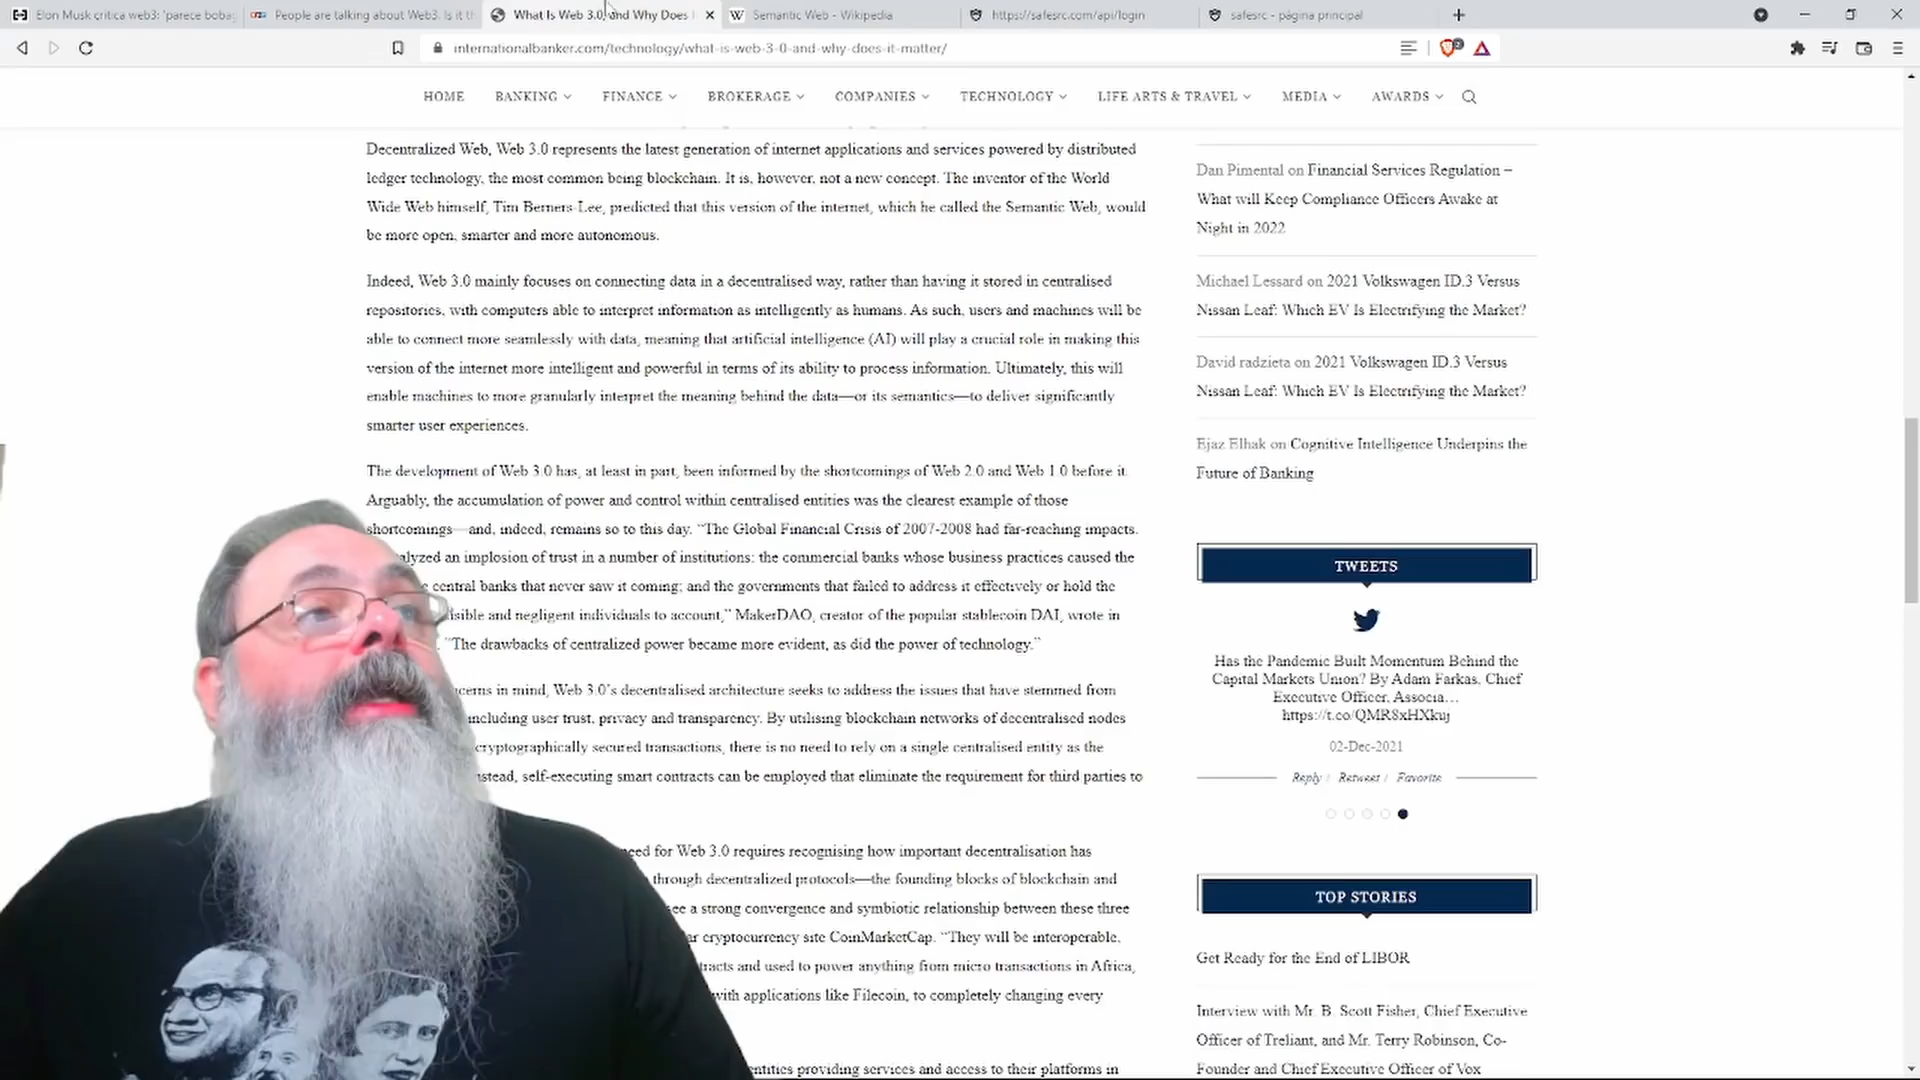 Elon Musk critica web3: 'parece boba
People are talking about Web3. Is it th
What Is Web 3.0, and Why Does I
Semantic Web - Wikipedia
https://safesrc.com/api/login
safesrc - página principal
internationalbanker.com/technology/what-is-web-3-0-and-why-does-it-matter/
HOME BANKING FINANCE BROKERAGE COMPANIES TECHNOLOGY LIFE ARTS & TRAVEL MEDIA AWARDS
Decentralized Web, Web 3.0 represents the latest generation of internet applications and services powered by distributed
ledger technology, the most common being blockchain. It is, however, not a new concept. The inventor of the World
Wide Web himself, Tim Berners-Lee, predicted that this version of the internet, which he called the Semantic Web, would
be more open, smarter and more autonomous.
Indeed, Web 3.0 mainly focuses on connecting data in a decentralised way, rather than having it stored in centralised
repositories, with computers able to interpret information as intelligently as humans. As such, users and machines will be
able to connect more seamlessly with data, meaning that artificial intelligence (AI) will play a crucial role in making this
version of the internet more intelligent and powerful in terms of its ability to process information. Ultimately, this will
enable machines to more granularly interpret the meaning behind the data—or its semantics—to deliver significantly
smarter user experiences.
The development of Web 3.0 has, at least in part, been informed by the shortcomings of Web 2.0 and Web 1.0 before it.
Arguably, the accumulation of power and control within centralised entities was the clearest example of those
shortcomings—and, indeed, remains so to this day. “The Global Financial Crisis of 2007-2008 had far-reaching impacts.
alyzed an implosion of trust in a number of institutions: the commercial banks whose business practices caused the
central banks that never saw it coming; and the governments that failed to address it effectively or hold the
sible and negligent individuals to account,” MakerDAO, creator of the popular stablecoin DAI, wrote in
“The drawbacks of centralized power became more evident, as did the power of technology.”
cerns in mind, Web 3.0’s decentralised architecture seeks to address the issues that have stemmed from
including user trust, privacy and transparency. By utilising blockchain networks of decentralised nodes
cryptographically secured transactions, there is no need to rely on a single centralised entity as the
nstead, self-executing smart contracts can be employed that eliminate the requirement for third parties to
need for Web 3.0 requires recognising how important decentralisation has
through decentralized protocols—the founding blocks of blockchain and
ee a strong convergence and symbiotic relationship between these three
ar cryptocurrency site CoinMarketCap. “They will be interoperable,
tracts and used to power anything from micro transactions in Africa,
with applications like Filecoin, to completely changing every
entities providing services and access to their platforms in
Dan Pimental on Financial Services Regulation –
What will Keep Compliance Officers Awake at
Night in 2022
Michael Lessard on 2021 Volkswagen ID.3 Versus
Nissan Leaf: Which EV Is Electrifying the Market?
David radzieta on 2021 Volkswagen ID.3 Versus
Nissan Leaf: Which EV Is Electrifying the Market?
Ejaz Elhak on Cognitive Intelligence Underpins the
Future of Banking
TWEETS
Has the Pandemic Built Momentum Behind the
Capital Markets Union? By Adam Farkas, Chief
Executive Officer, Associa…
https://t.co/QMR8xHXkuj
02-Dec-2021
Reply / Retweet / Favorite
TOP STORIES
Get Ready for the End of LIBOR
Interview with Mr. B. Scott Fisher, Chief Executive
Officer of Treliant, and Mr. Terry Robinson, Co-
Founder and Chief Executive Officer of Vox